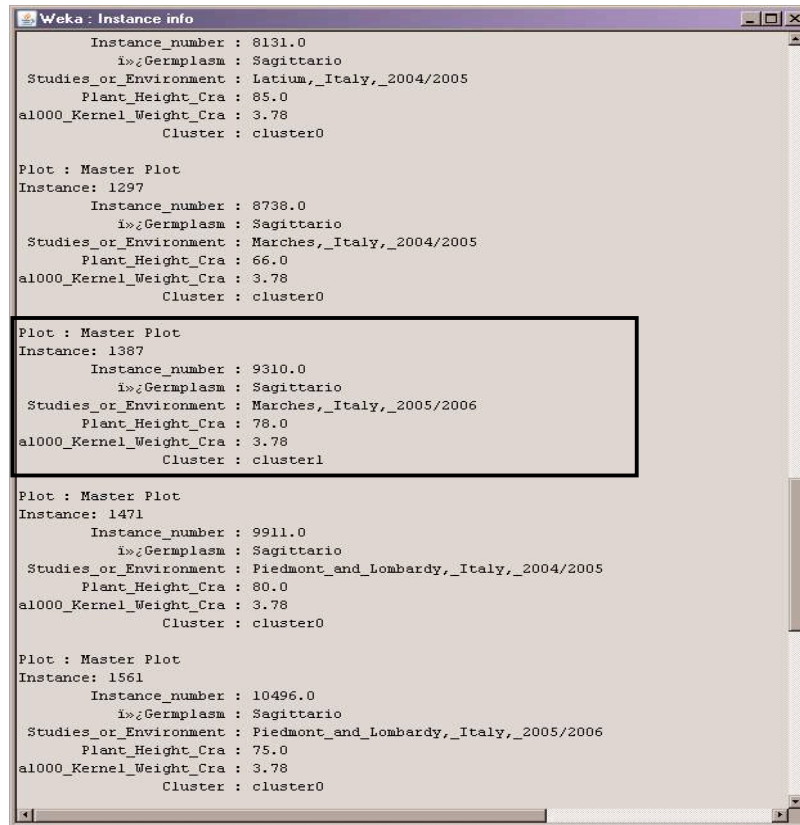 Weka : Instance info
Instance_number : 8131.0
ï»¿Germplasm : Sagittario
Studies_or_Environment : Latium,_Italy,_2004/2005
Plant_Height_Cra : 85.0
a1000_Kernel_Weight_Cra : 3.78
Cluster : cluster0
Plot : Master Plot
Instance: 1297
Instance_number : 8738.0
ï»¿Germplasm : Sagittario
Studies_or_Environment : Marches,_Italy,_2004/2005
Plant_Height_Cra : 66.0
a1000_Kernel_Weight_Cra : 3.78
Cluster : cluster0
Plot : Master Plot
Instance: 1387
Instance_number : 9310.0
ï»¿Germplasm : Sagittario
Studies_or_Environment : Marches,_Italy,_2005/2006
Plant_Height_Cra : 78.0
a1000_Kernel_Weight_Cra : 3.78
Cluster : cluster1
Plot : Master Plot
Instance: 1471
Instance_number : 9911.0
ï»¿Germplasm : Sagittario
Studies_or_Environment : Piedmont_and_Lombardy,_Italy,_2004/2005
Plant_Height_Cra : 80.0
a1000_Kernel_Weight_Cra : 3.78
Cluster : cluster0
Plot : Master Plot
Instance: 1561
Instance_number : 10496.0
ï»¿Germplasm : Sagittario
Studies_or_Environment : Piedmont_and_Lombardy,_Italy,_2005/2006
Plant_Height_Cra : 75.0
a1000_Kernel_Weight_Cra : 3.78
Cluster : cluster0